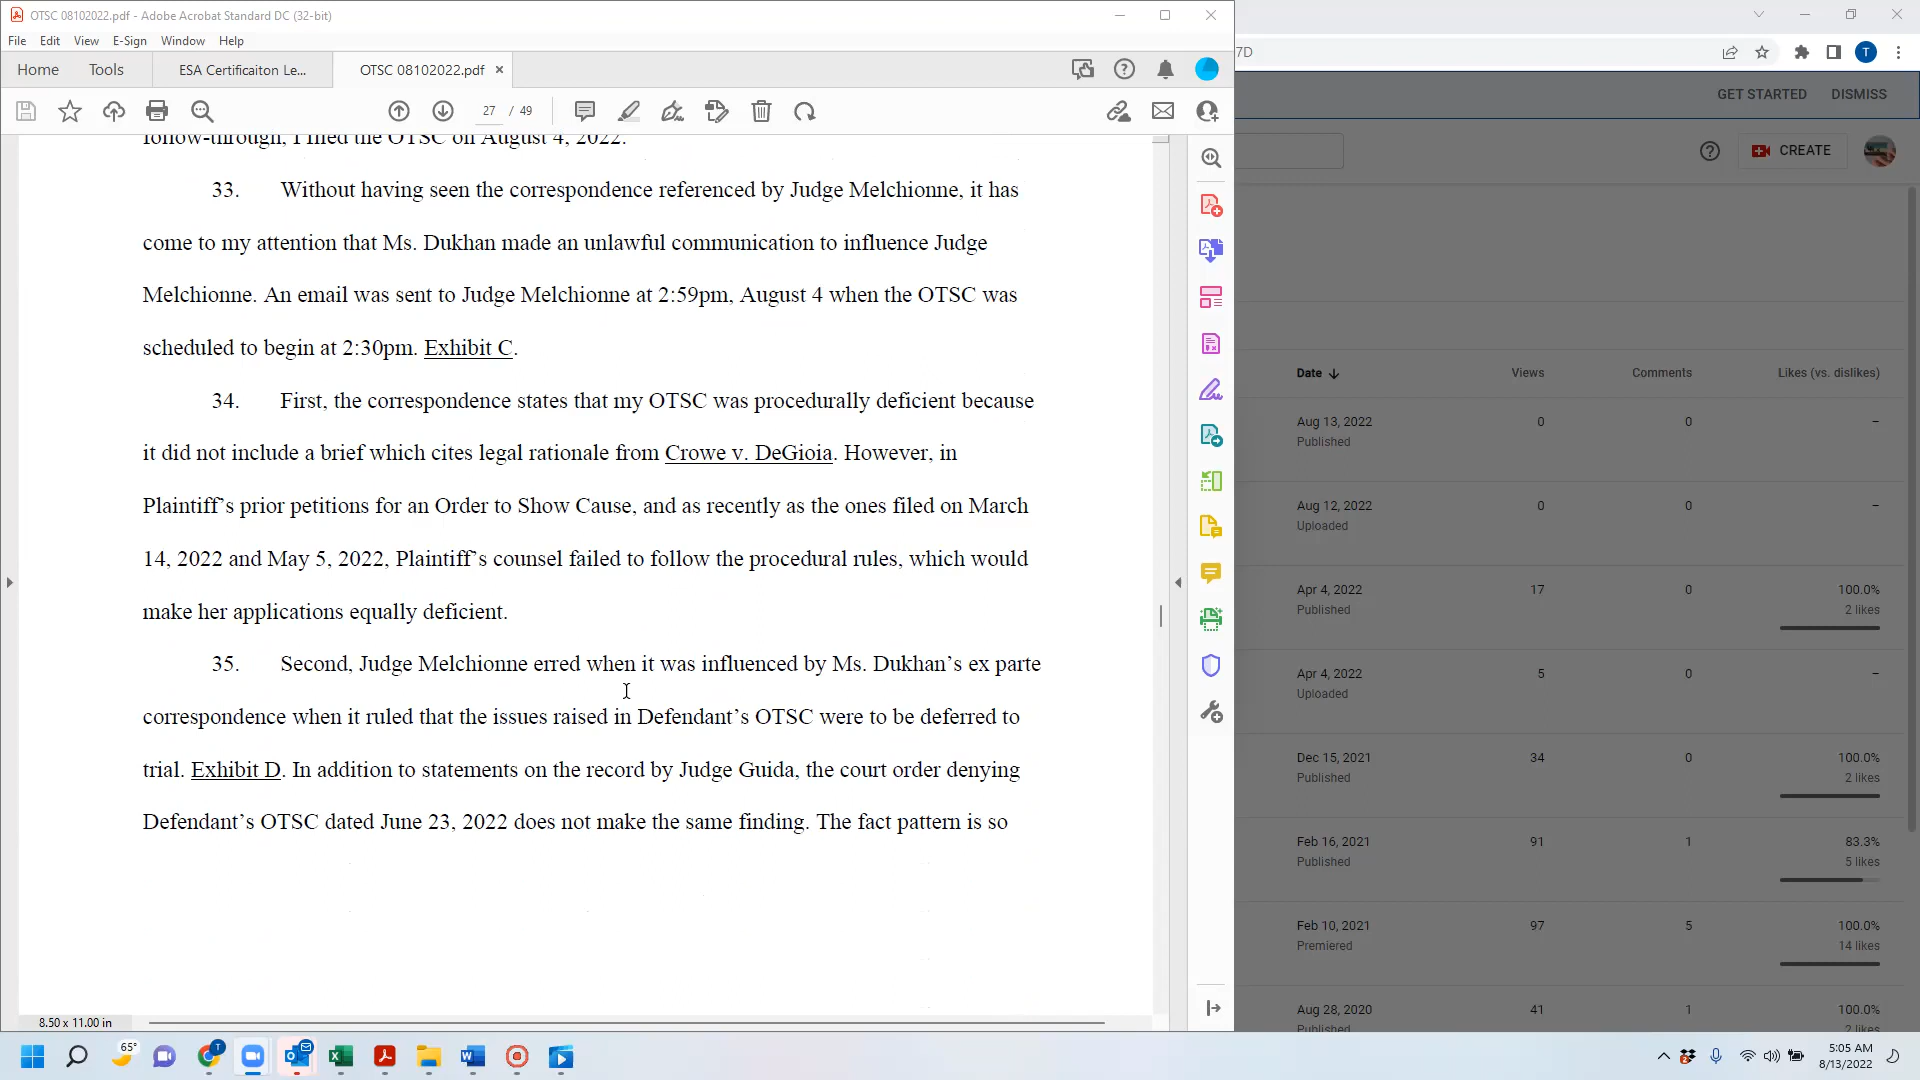 OTSC 08102022.pdf - Adobe Acrobat Standard DC (32-bit)
File Edit View E-Sign Window Help
Home Tools ESA Certificaiton Le... OTSC 08102022.pdf ×
27 / 49
7D
GET STARTED DISMISS
CREATE
follow-through, I filed the OTSC on August 4, 2022.
33. Without having seen the correspondence referenced by Judge Melchionne, it has
come to my attention that Ms. Dukhan made an unlawful communication to influence Judge
Melchionne. An email was sent to Judge Melchionne at 2:59pm, August 4 when the OTSC was
scheduled to begin at 2:30pm. Exhibit C.
34. First, the correspondence states that my OTSC was procedurally deficient because
it did not include a brief which cites legal rationale from Crowe v. DeGioia. However, in
Plaintiff’s prior petitions for an Order to Show Cause, and as recently as the ones filed on March
14, 2022 and May 5, 2022, Plaintiff’s counsel failed to follow the procedural rules, which would
make her applications equally deficient.
35. Second, Judge Melchionne erred when it was influenced by Ms. Dukhan’s ex parte
correspondence when it ruled that the issues raised in Defendant’s OTSC were to be deferred to
trial. Exhibit D. In addition to statements on the record by Judge Guida, the court order denying
Defendant’s OTSC dated June 23, 2022 does not make the same finding. The fact pattern is so
8.50 x 11.00 in
Date Views Comments Likes (vs. dislikes)
Aug 13, 2022 0 0 –
Published
Aug 12, 2022 0 0 –
Uploaded
Apr 4, 2022 17 0 100.0%
Published 2 likes
Apr 4, 2022 5 0 –
Uploaded
Dec 15, 2021 34 0 100.0%
Published 2 likes
Feb 16, 2021 91 1 83.3%
Published 5 likes
Feb 10, 2021 97 5 100.0%
Premiered 14 likes
Aug 28, 2020 41 1 100.0%
Published 2 likes
65°
5:05 AM
8/13/2022